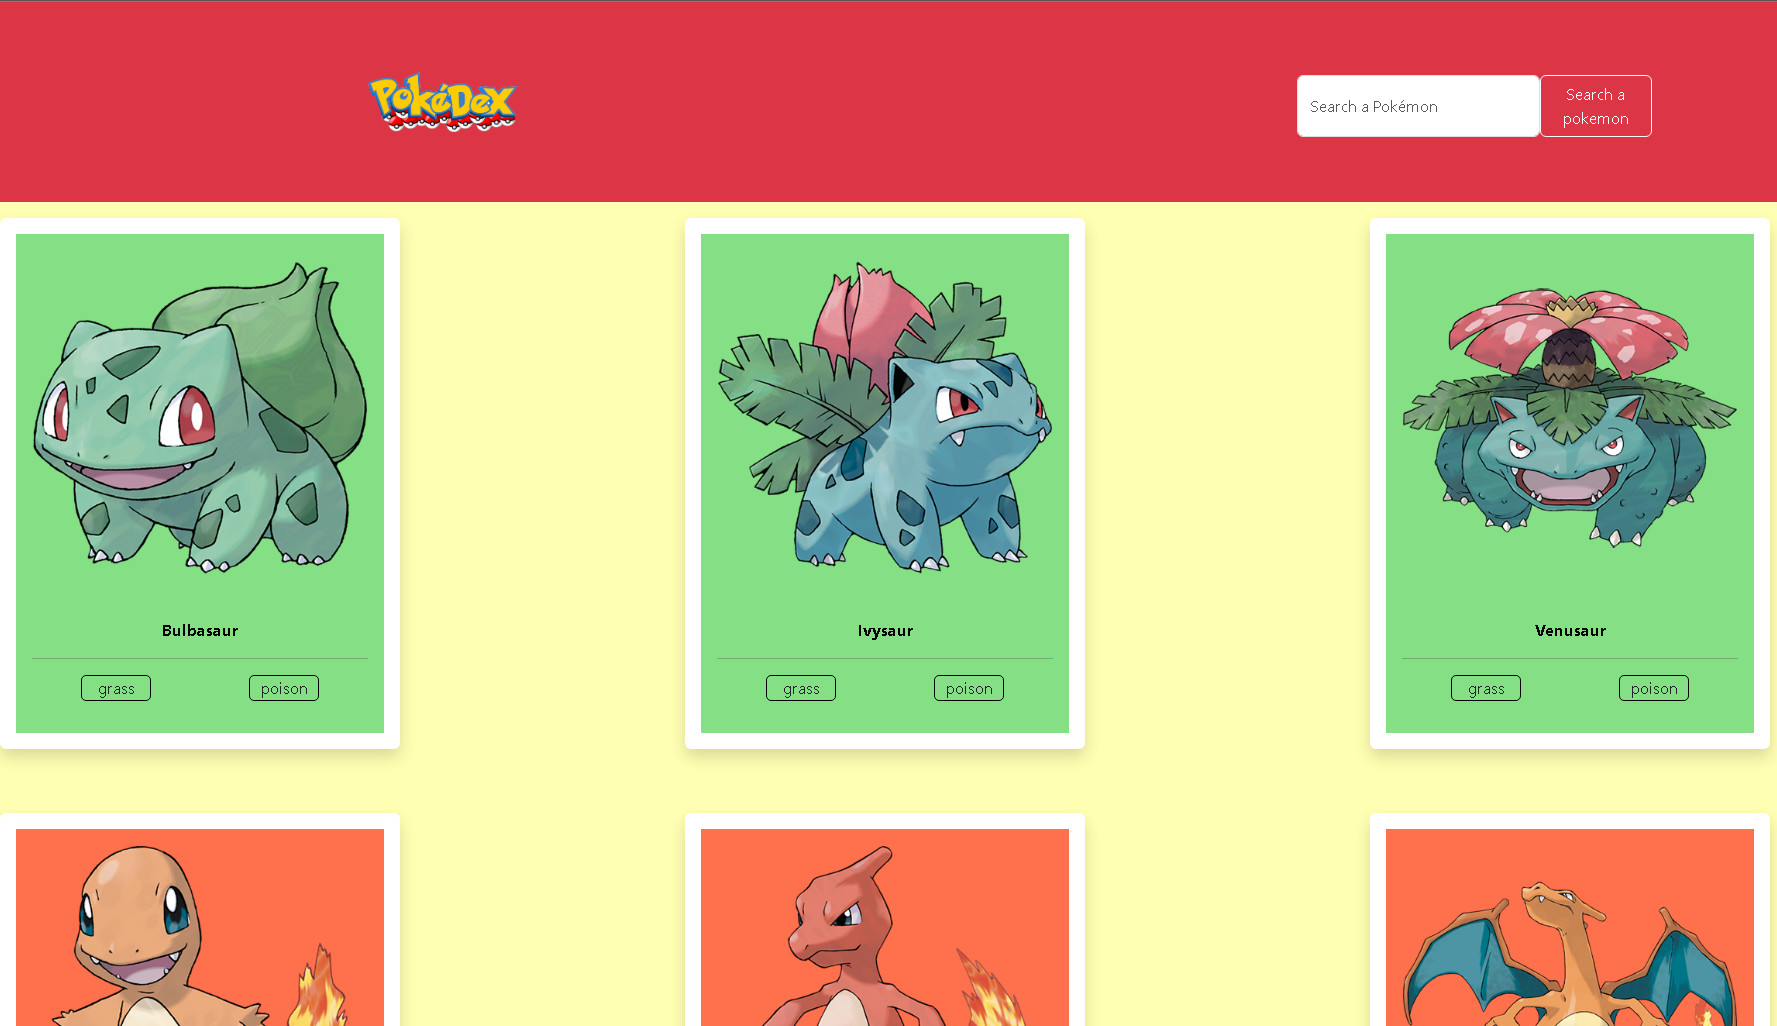 PokéDex
Search a Pokémon
Search a
pokemon
Bulbasaur
Ivysaur
Venusaur
grass
poison
grass
poison
grass
poison